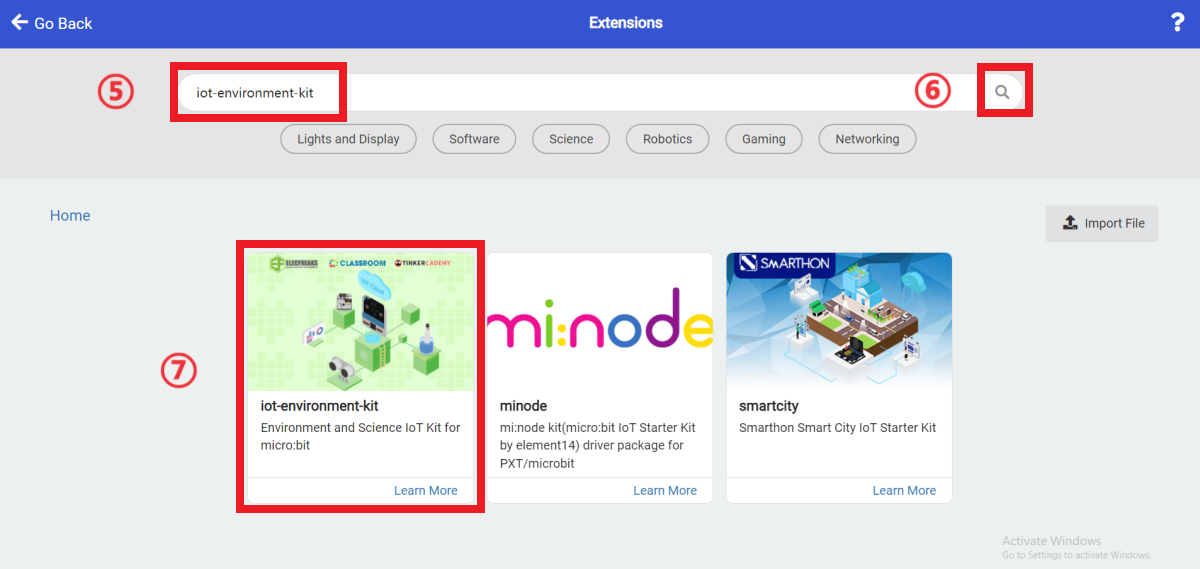 Go Back
Extensions
?
⑤
iot-environment-kit
⑥
Lights and Display
Software
Science
Robotics
Gaming
Networking
Home
Import File
⑦
ELECFREAKS
CLASSROOM
TINKERCADEMY
IOT Cloud
iot-environment-kit
Environment and Science IoT Kit for
micro:bit
Learn More
mi:node
minode
mi:node kit(micro:bit IoT Starter Kit
by element14) driver package for
PXT/microbit
Learn More
SMARTHON
smartcity
Smarthon Smart City IoT Starter Kit
Learn More
Activate Windows
Go to Settings to activate Windows.